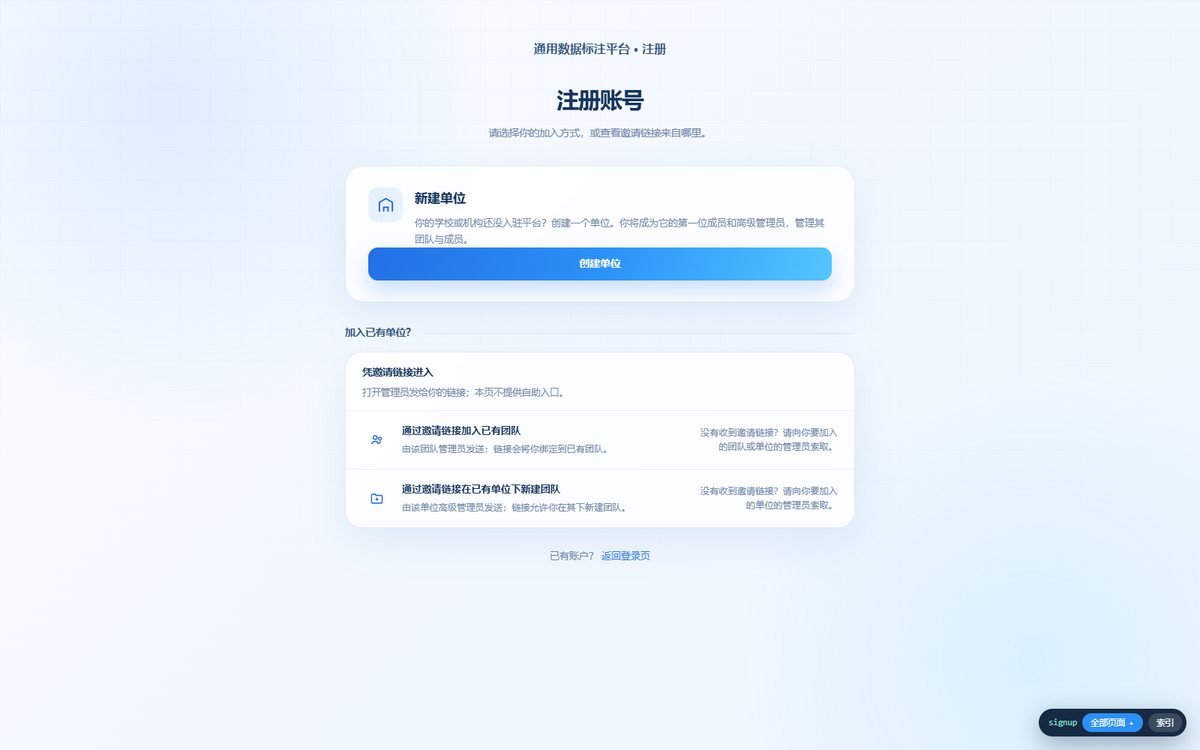 通用数据标注平台 • 注册
注册账号
请选择你的加入方式，或查看邀请链接来自哪里。
新建单位
你的学校或机构还没入驻平台？创建一个单位。你将成为它的第一位成员和高级管理员，管理其
团队与成员。
创建单位
加入已有单位？
凭邀请链接进入
打开管理员发给你的链接；本页不提供自助入口。
通过邀请链接加入已有团队
由该团队管理员发送；链接会将你绑定到已有团队。
没有收到邀请链接？请向你要加入
的团队或单位的管理员索取。
通过邀请链接在已有单位下新建团队
由该单位高级管理员发送；链接允许你在其下新建团队。
没有收到邀请链接？请向你要加入
的单位的管理员索取。
已有账户？ 返回登录页
signup 全部页面 索引